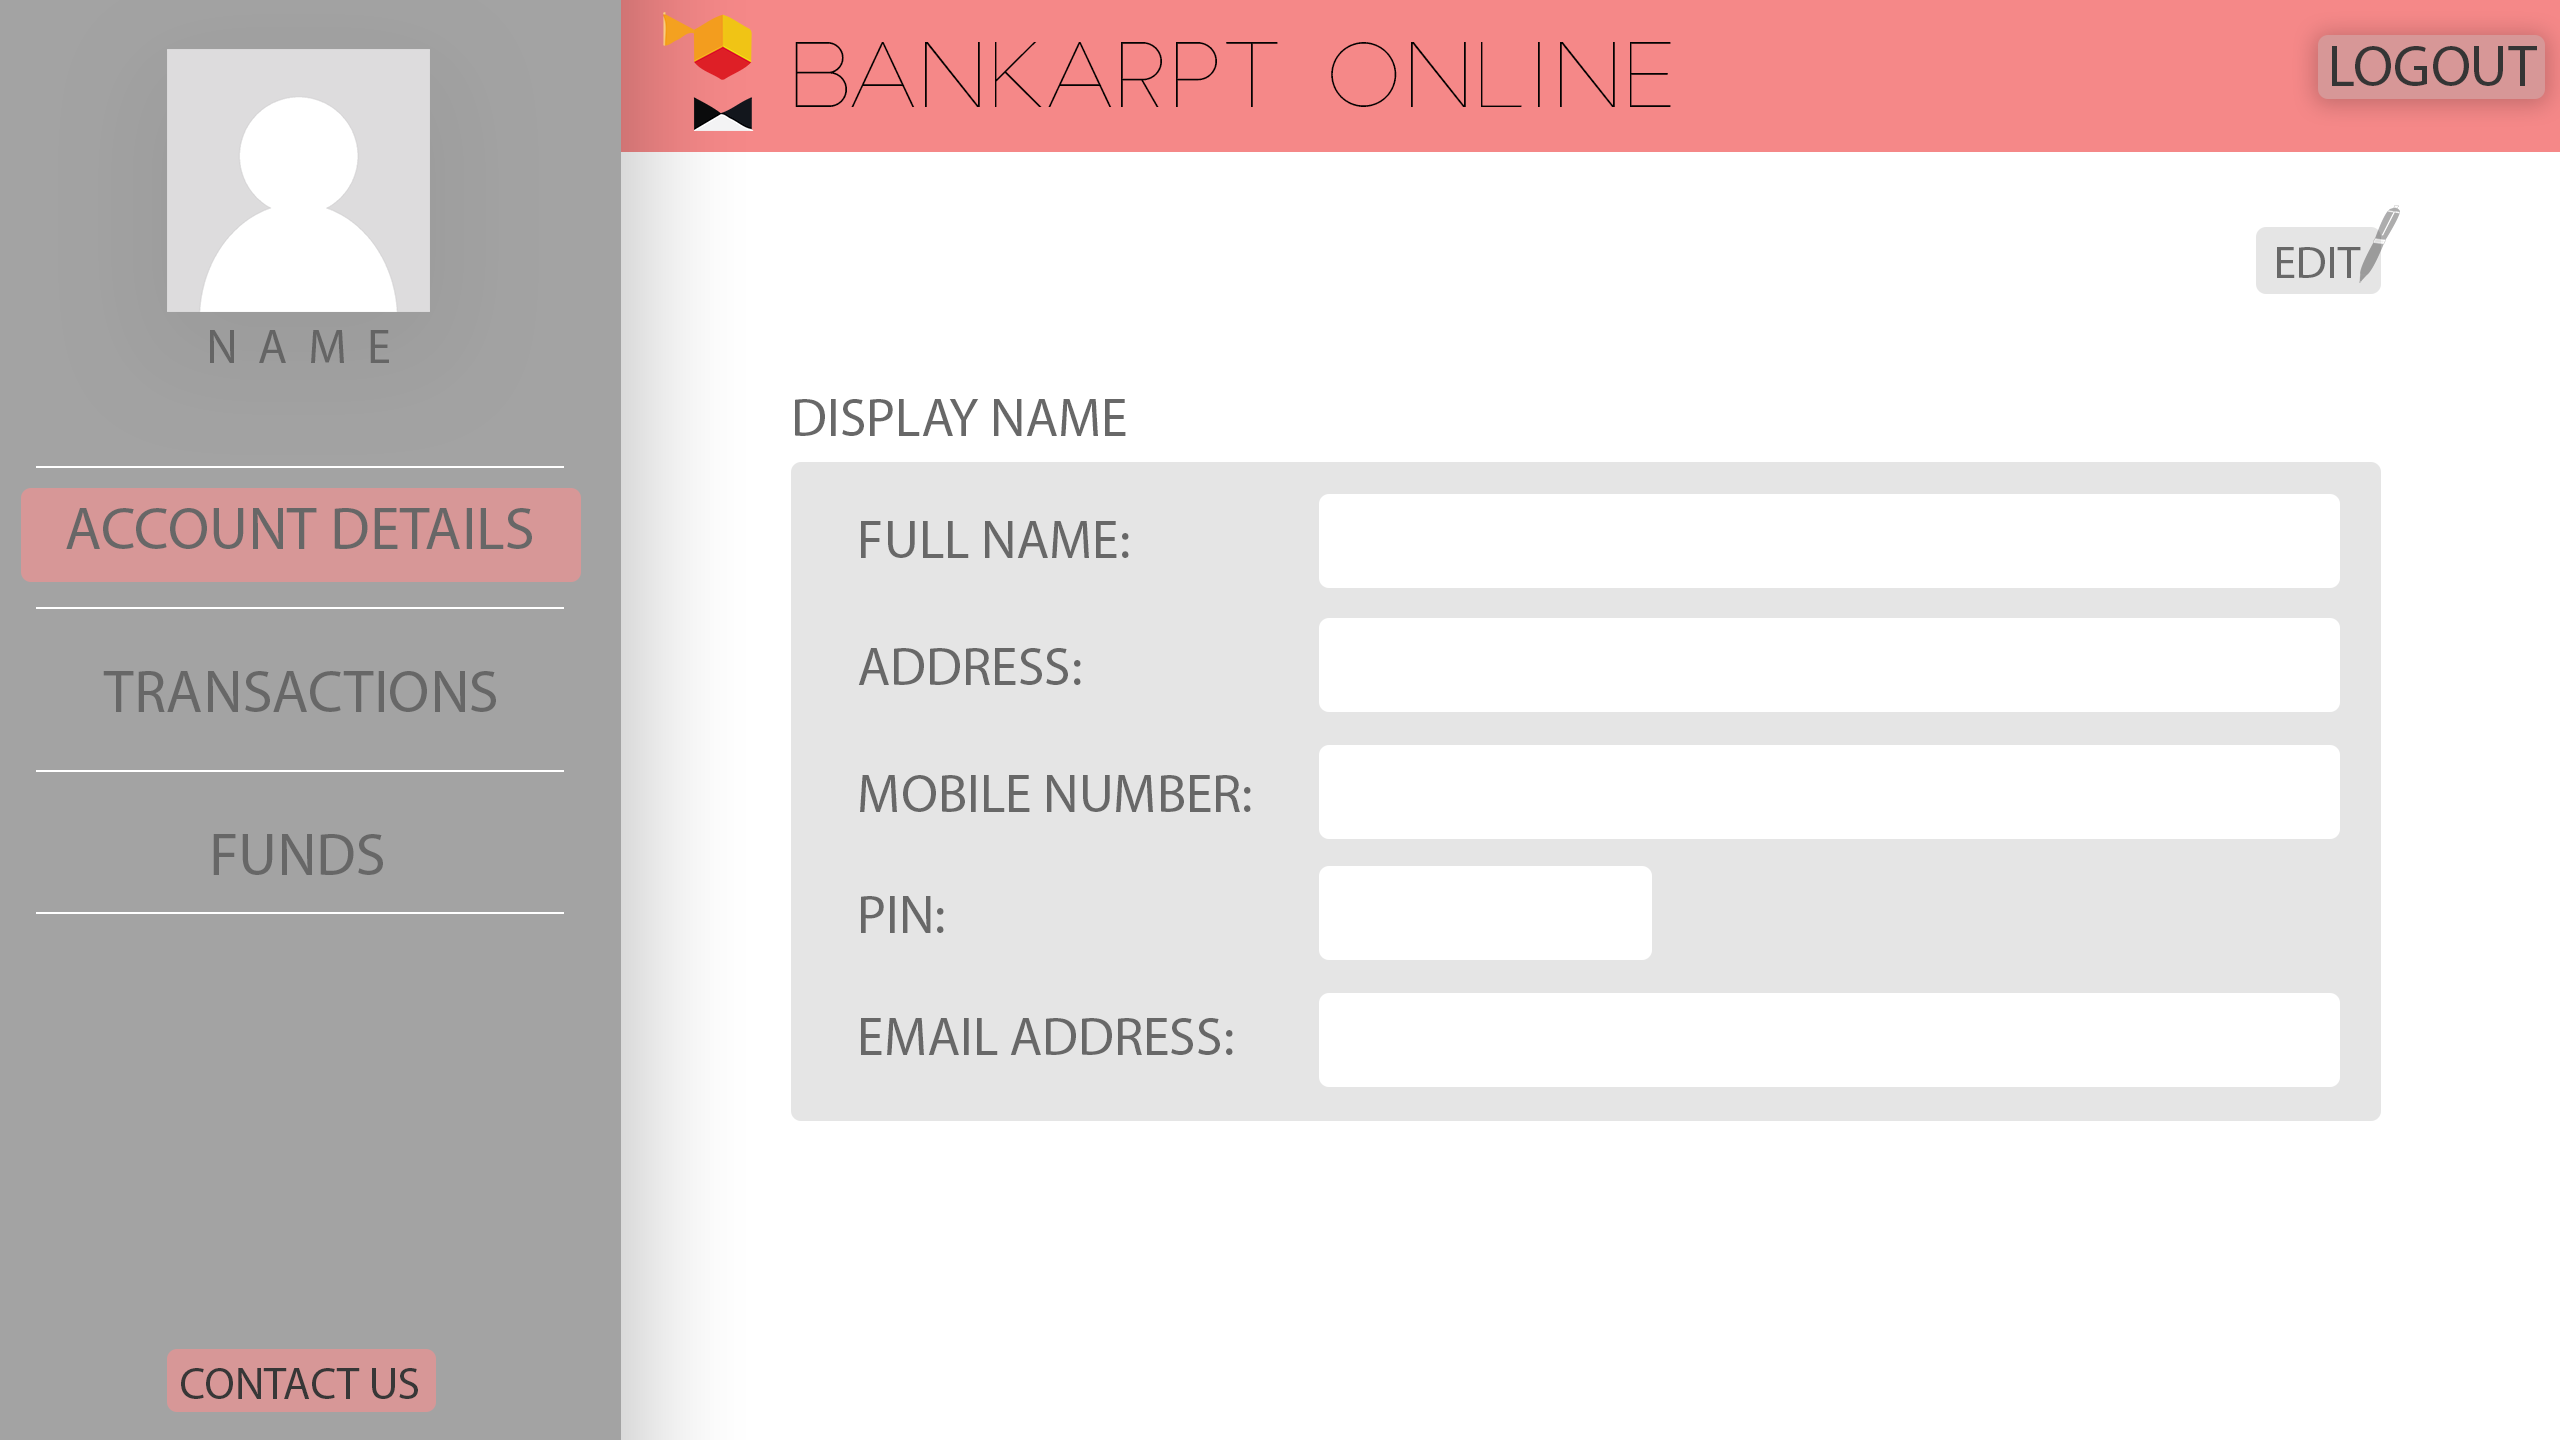 BANKARPT ONLINE
LOGOUT
NAME
ACCOUNT DETAILS
TRANSACTIONS
FUNDS
CONTACT US
EDIT
DISPLAY NAME
FULL NAME:
ADDRESS:
MOBILE NUMBER:
PIN:
EMAIL ADDRESS: